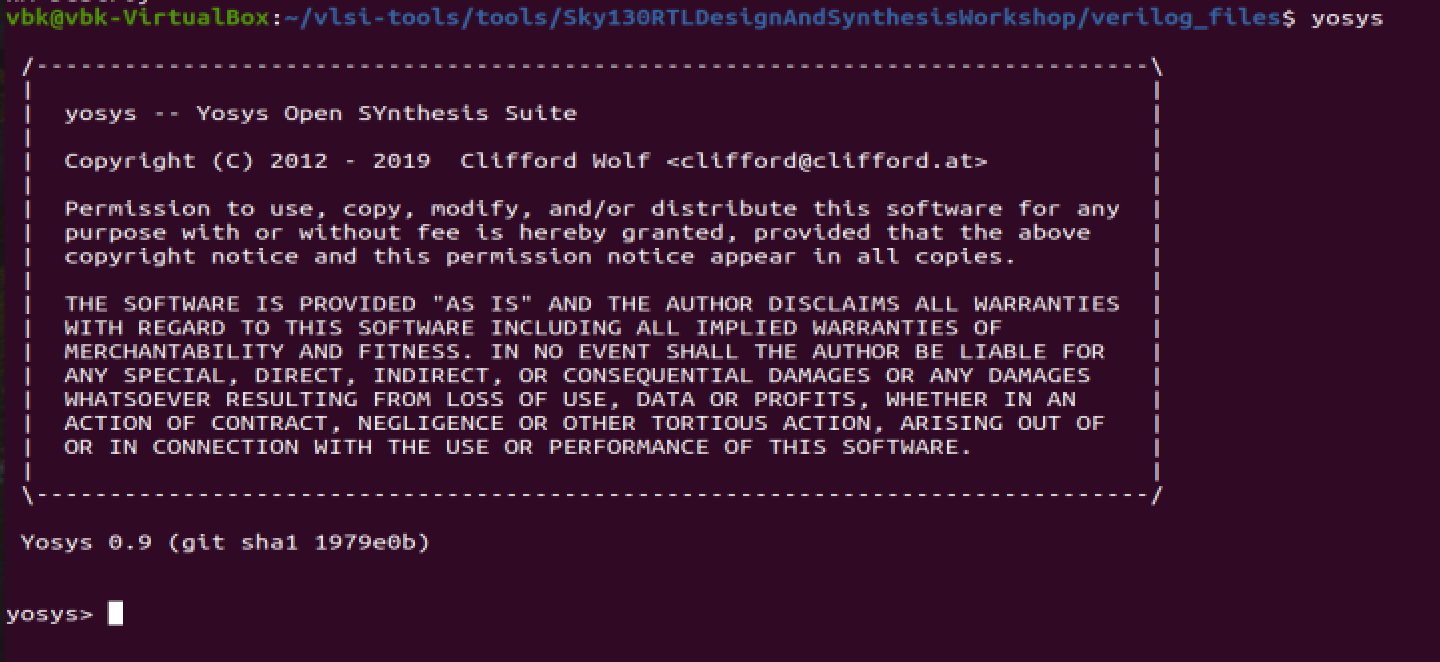 vbk@vbk-VirtualBox:~/vlsi-tools/tools/Sky130RTLDesignAndSynthesisWorkshop/verilog_files$ yosys
/----------------------------------------------------------------------------\
|                                                                            |
|  yosys -- Yosys Open SYnthesis Suite                                       |
|                                                                            |
|  Copyright (C) 2012 - 2019  Clifford Wolf <clifford@clifford.at>           |
|                                                                            |
|  Permission to use, copy, modify, and/or distribute this software for any  |
|  purpose with or without fee is hereby granted, provided that the above    |
|  copyright notice and this permission notice appear in all copies.         |
|                                                                            |
|  THE SOFTWARE IS PROVIDED "AS IS" AND THE AUTHOR DISCLAIMS ALL WARRANTIES  |
|  WITH REGARD TO THIS SOFTWARE INCLUDING ALL IMPLIED WARRANTIES OF          |
|  MERCHANTABILITY AND FITNESS. IN NO EVENT SHALL THE AUTHOR BE LIABLE FOR   |
|  ANY SPECIAL, DIRECT, INDIRECT, OR CONSEQUENTIAL DAMAGES OR ANY DAMAGES    |
|  WHATSOEVER RESULTING FROM LOSS OF USE, DATA OR PROFITS, WHETHER IN AN     |
|  ACTION OF CONTRACT, NEGLIGENCE OR OTHER TORTIOUS ACTION, ARISING OUT OF   |
|  OR IN CONNECTION WITH THE USE OR PERFORMANCE OF THIS SOFTWARE.            |
|                                                                            |
\----------------------------------------------------------------------------/
Yosys 0.9 (git sha1 1979e0b)
yosys>